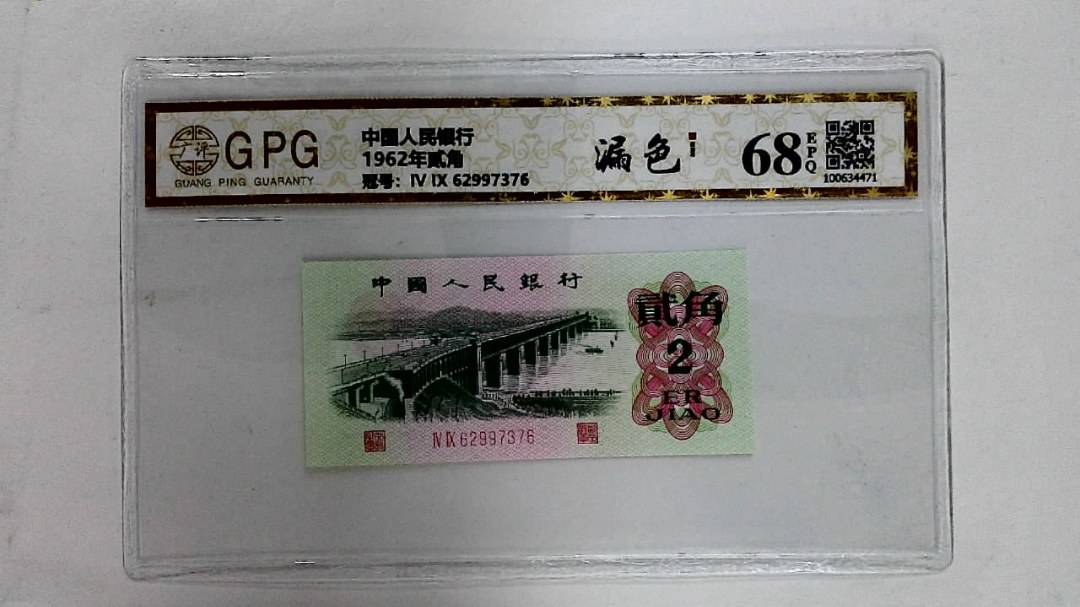 广评
GPG
GUANG PING GUARANTY
中國人民银行
1962年贰角
冠号：Ⅳ Ⅸ 62997376
漏色
68
EPQ
100634471
中國人民銀行
貳角
2
ER
JIAO
Ⅳ Ⅸ 62997376